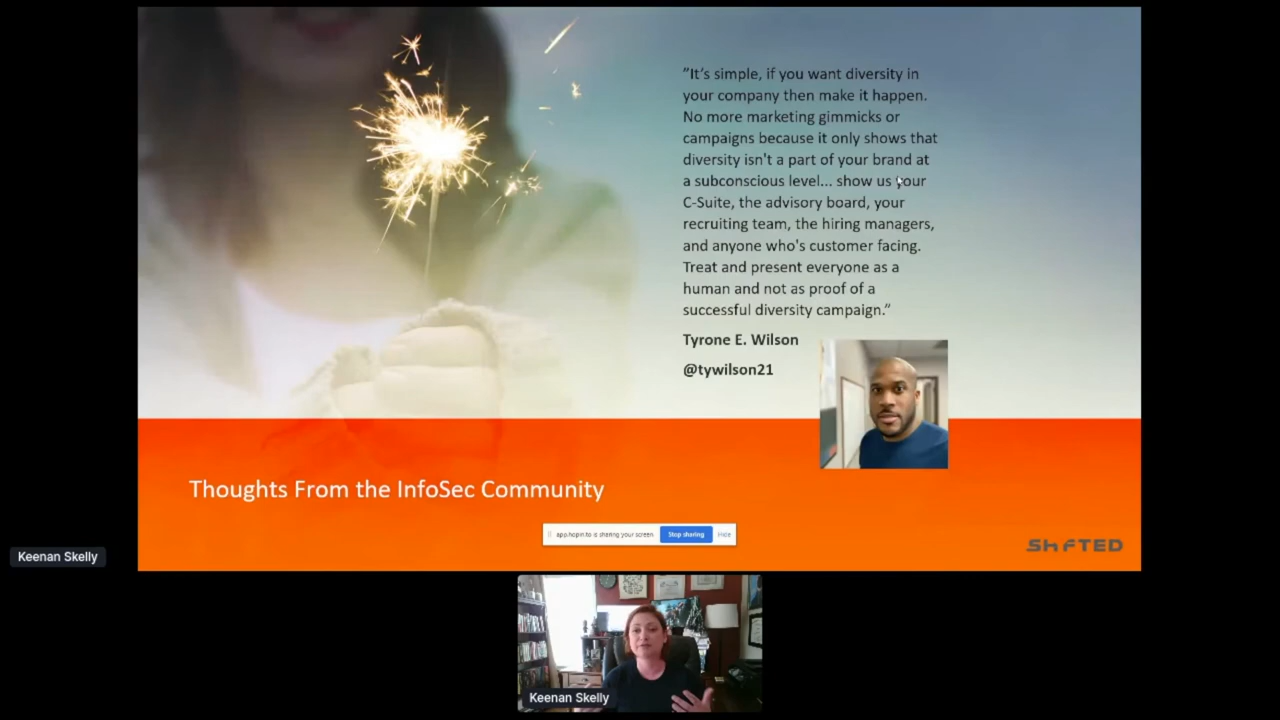 "It's simple, if you want diversity in
your company then make it happen.
No more marketing gimmicks or
campaigns because it only shows that
diversity isn't a part of your brand at
a subconscious level... show us your
C-Suite, the advisory board, your
recruiting team, the hiring managers,
and anyone who's customer facing.
Treat and present everyone as a
human and not as proof of a
successful diversity campaign."
Tyrone E. Wilson
@tywilson21
Thoughts From the InfoSec Community
app.hopin.to is sharing your screen
Stop sharing
Hide
SHFTED
Keenan Skelly
Keenan Skelly